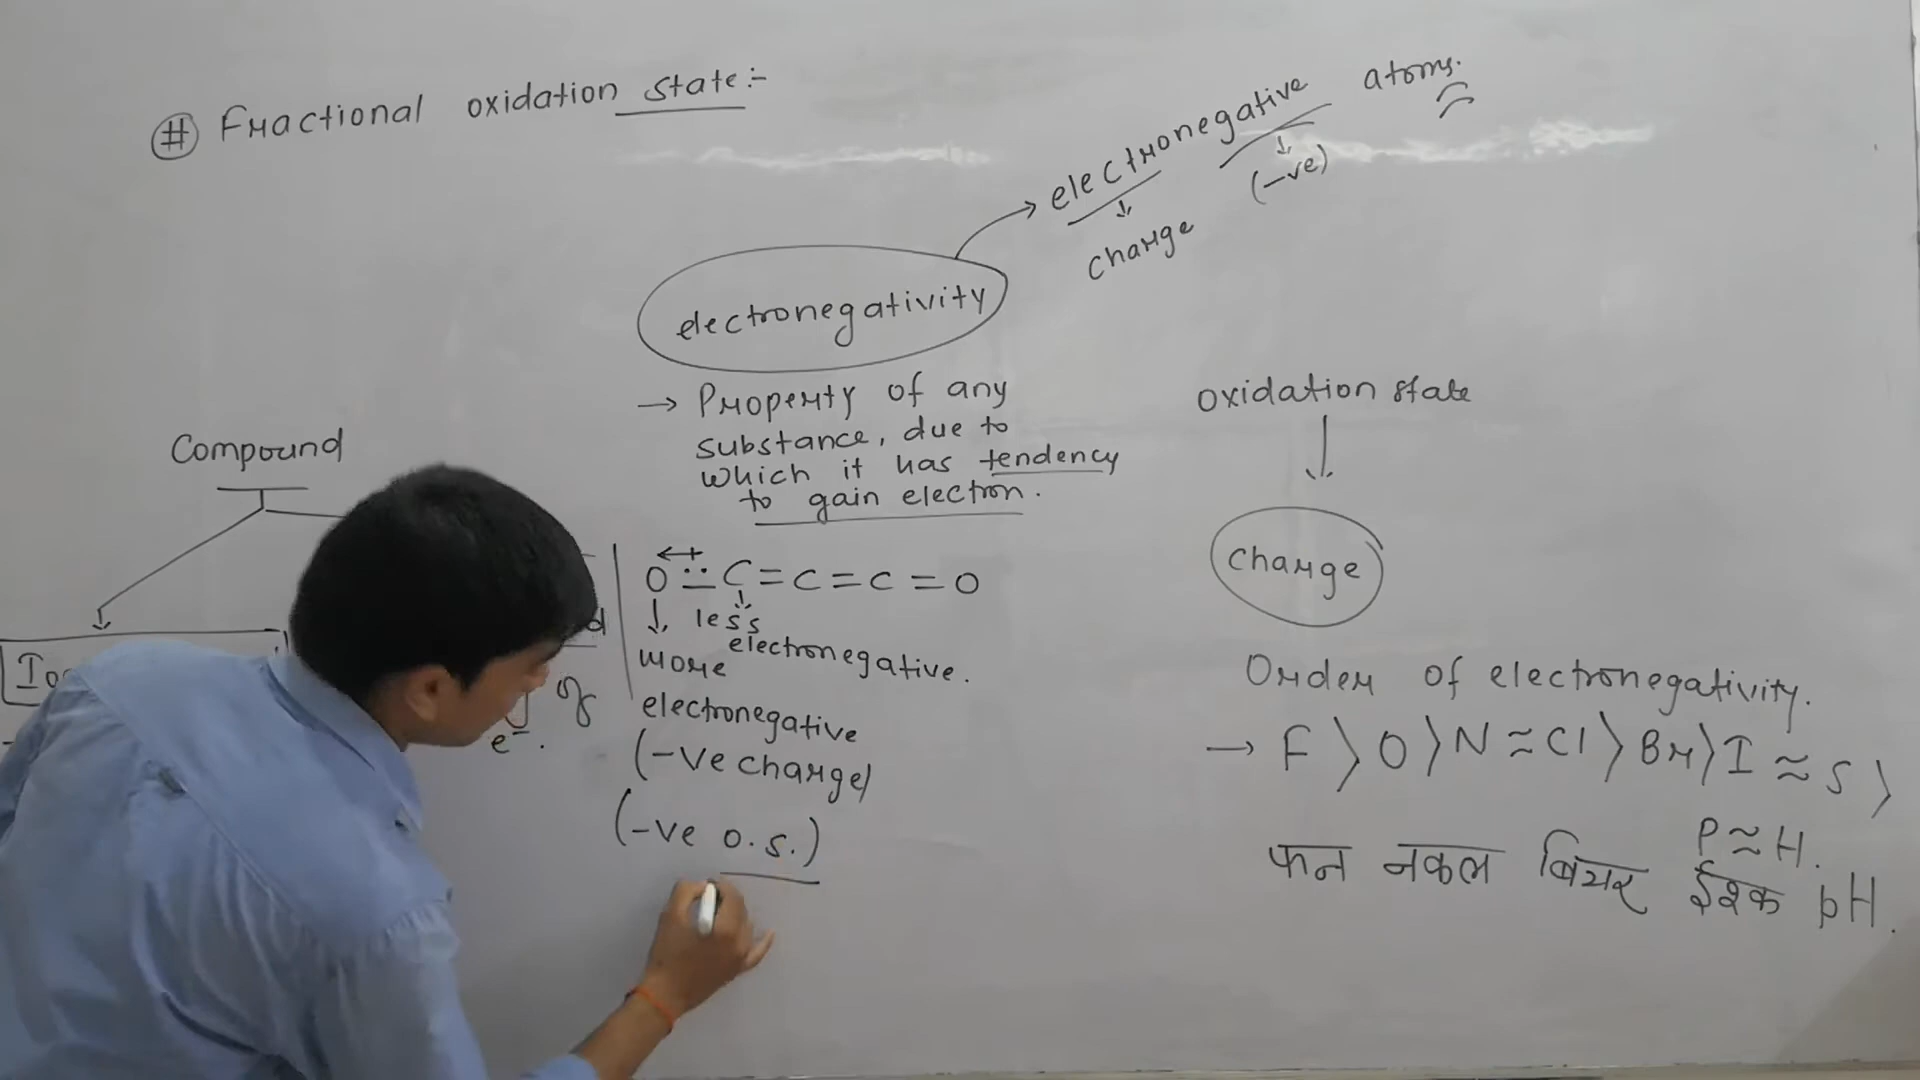 # Fractional oxidation state:-
electronegative atoms.
(-ve)
charge
electronegativity
→ Property of any
substance, due to
which it has tendency
to gain electron.
Compound
of
e⁻.
O = C = C = C = O
less
electronegative.
more
electronegative
(-ve charge)
(-ve o.s.)
oxidation state
Charge
Order of electronegativity.
→ F > O > N ≈ Cl > Br > I ≈ S >
P ≈ H.
फन नकल बियर ईश्क pH.